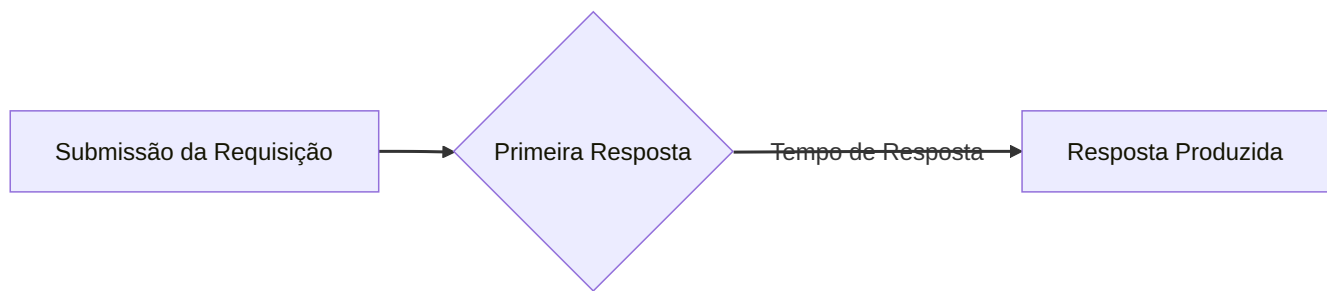 Submissão da Requisição
Primeira Resposta
Tempo de Resposta
Resposta Produzida